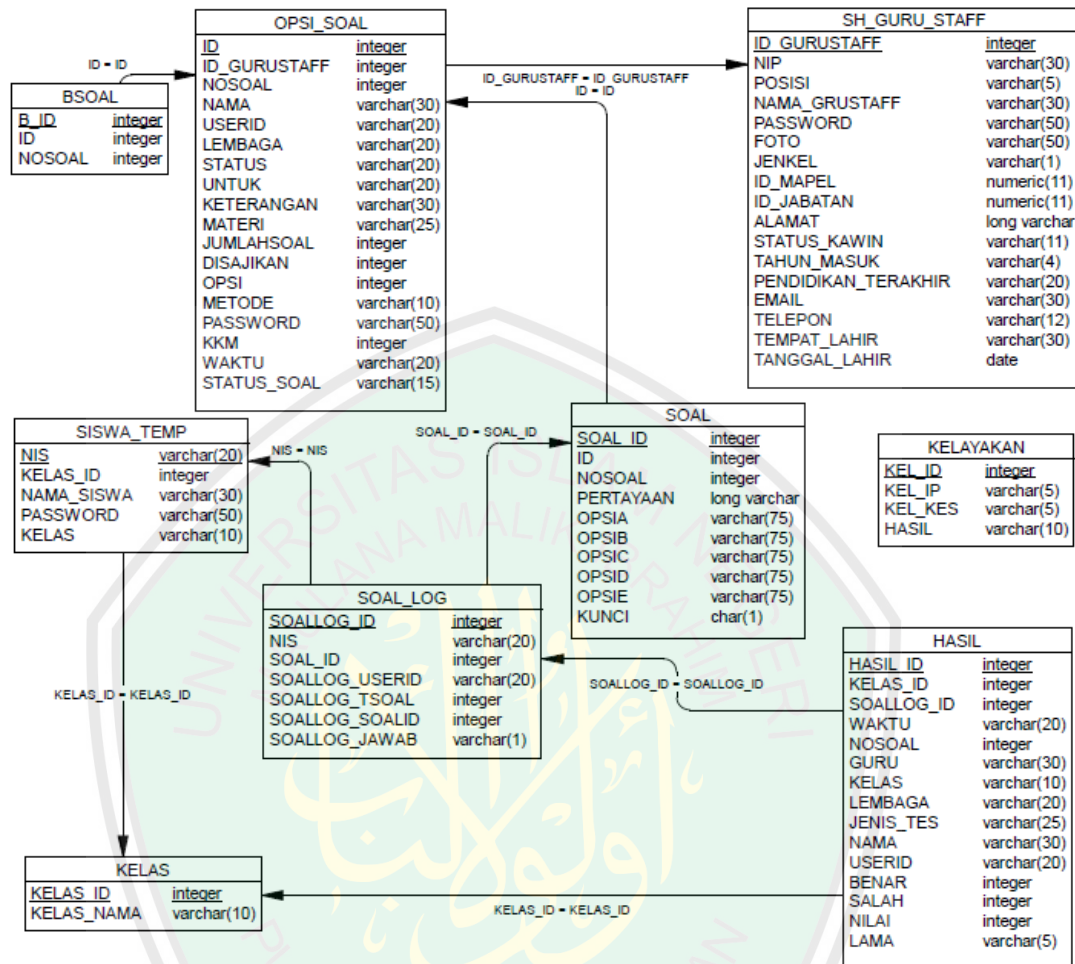 OPSI_SOAL
ID integer
ID_GURUSTAFF integer
NOSOAL integer
NAMA varchar(30)
USERID varchar(20)
LEMBAGA varchar(20)
STATUS varchar(20)
UNTUK varchar(20)
KETERANGAN varchar(30)
MATERI varchar(25)
JUMLAHSOAL integer
DISAJIKAN integer
OPSI integer
METODE varchar(10)
PASSWORD varchar(50)
KKM integer
WAKTU varchar(20)
STATUS_SOAL varchar(15)
SH_GURU_STAFF
ID_GURUSTAFF integer
NIP varchar(30)
POSISI varchar(5)
NAMA_GRUSTAFF varchar(30)
PASSWORD varchar(50)
FOTO varchar(50)
JENKEL varchar(1)
ID_MAPEL numeric(11)
ID_JABATAN numeric(11)
ALAMAT long varchar
STATUS_KAWIN varchar(11)
TAHUN_MASUK varchar(4)
PENDIDIKAN_TERAKHIR varchar(20)
EMAIL varchar(30)
TELEPON varchar(12)
TEMPAT_LAHIR varchar(30)
TANGGAL_LAHIR date
ID = ID
BSOAL
B_ID integer
ID integer
NOSOAL integer
ID_GURUSTAFF = ID_GURUSTAFF
ID = ID
SISWA_TEMP
NIS varchar(20)
KELAS_ID integer
NAMA_SISWA varchar(30)
PASSWORD varchar(50)
KELAS varchar(10)
NIS = NIS
SOAL_ID = SOAL_ID
SOAL
SOAL_ID integer
ID integer
NOSOAL integer
PERTAYAAN long varchar
OPSIA varchar(75)
OPSIB varchar(75)
OPSIC varchar(75)
OPSID varchar(75)
OPSIE varchar(75)
KUNCI char(1)
KELAYAKAN
KEL_ID integer
KEL_IP varchar(5)
KEL_KES varchar(5)
HASIL varchar(10)
SOAL_LOG
SOALLOG_ID integer
NIS varchar(20)
SOAL_ID integer
SOALLOG_USERID varchar(20)
SOALLOG_TSOAL integer
SOALLOG_SOALID integer
SOALLOG_JAWAB varchar(1)
SOALLOG_ID = SOALLOG_ID
KELAS_ID = KELAS_ID
HASIL
HASIL_ID integer
KELAS_ID integer
SOALLOG_ID integer
WAKTU varchar(20)
NOSOAL integer
GURU varchar(30)
KELAS varchar(10)
LEMBAGA varchar(20)
JENIS_TES varchar(25)
NAMA varchar(30)
USERID varchar(20)
BENAR integer
SALAH integer
NILAI integer
LAMA varchar(5)
KELAS
KELAS_ID integer
KELAS_NAMA varchar(10)
KELAS_ID = KELAS_ID